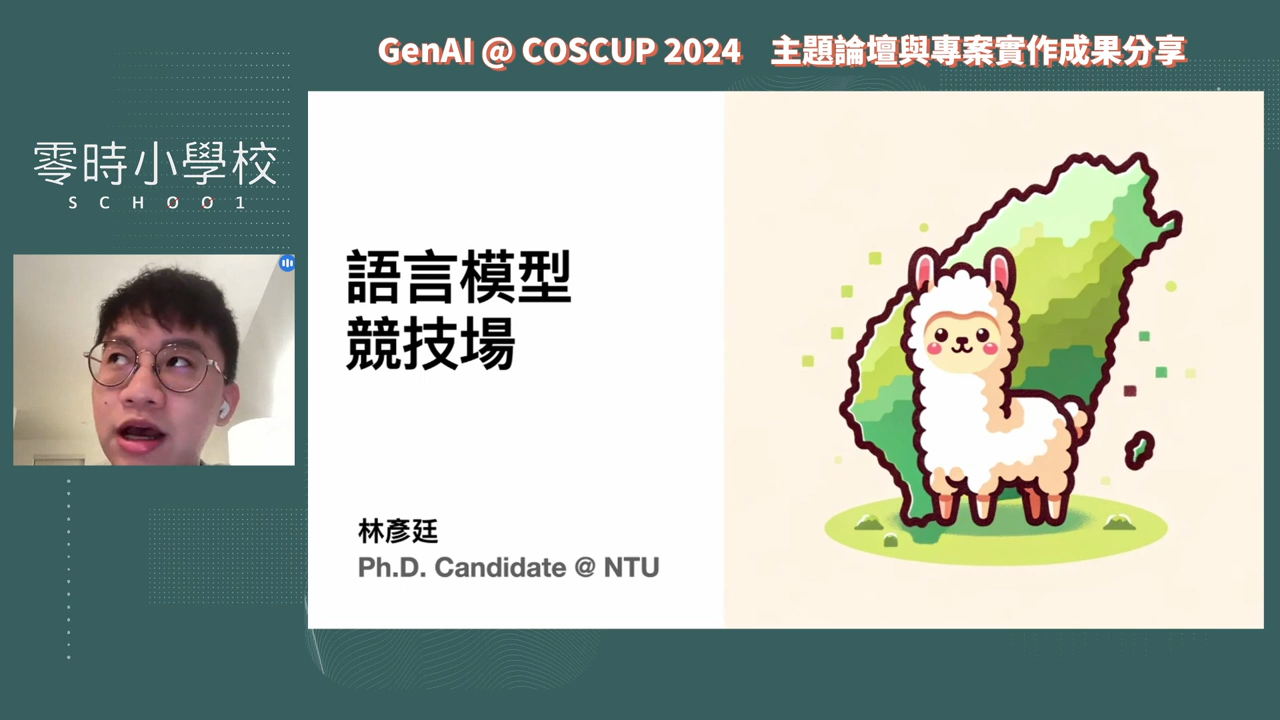 GenAI @ COSCUP 2024 主題論壇與專案實作成果分享
零時小學校
SCHOO1
語言模型
競技場
林彥廷
Ph.D. Candidate @ NTU